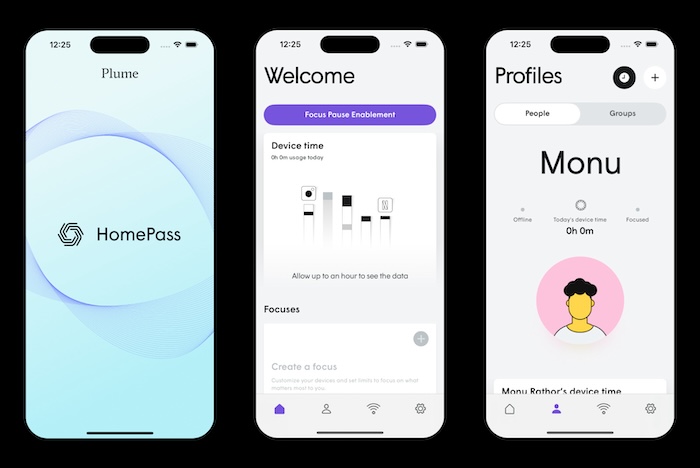 12:25
Plume
HomePass
12:25
Welcome
Focus Pause Enablement
Device time
0h 0m usage today
Allow up to an hour to see the data
Focuses
Create a focus
Customize your devices and set limits to focus on what
matters most to you.
12:25
Profiles
People Groups
Monu
Offline Today's device time Focused
0h 0m
Monu Rathor's device time